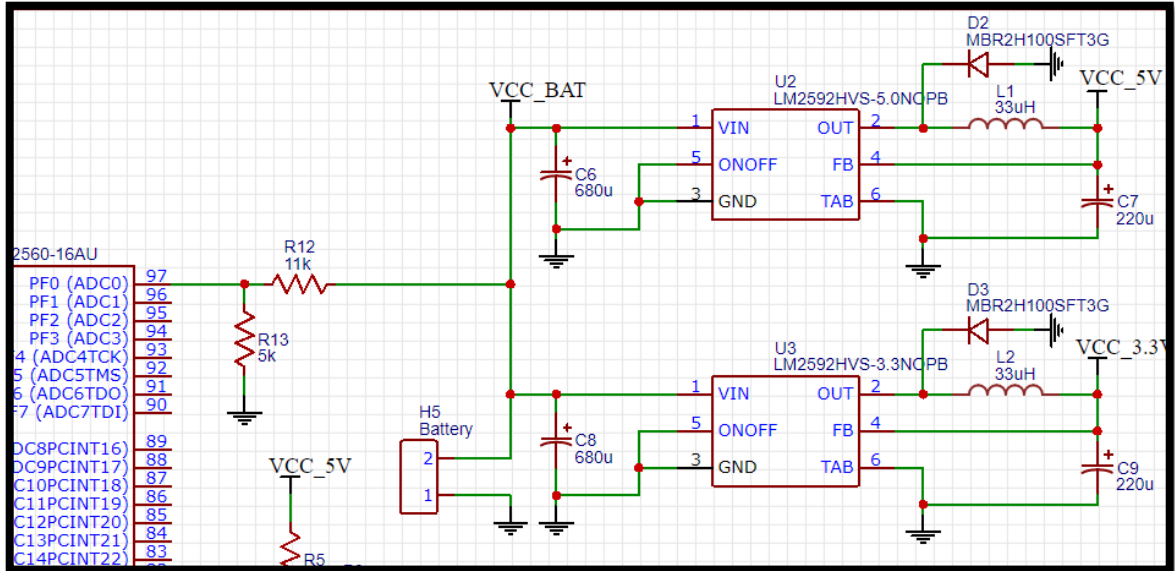 D2
MBR2H100SFT3G
VCC_BAT
U2
LM2592HVS-5.0NOPB
VCC_5V
L1
33uH
1 VIN OUT 2
5 ONOFF FB 4
3 GND TAB 6
C6
680u
C7
220u
2560-16AU
R12
11k
PF0 (ADC0) 97
PF1 (ADC1) 96
PF2 (ADC2) 95
PF3 (ADC3) 94
4 (ADC4TCK) 93
5 (ADC5TMS) 92
6 (ADC6TDO) 91
7 (ADC7TDI) 90
R13
5k
D3
MBR2H100SFT3G
U3
LM2592HVS-3.3NOPB
VCC_3.3V
L2
33uH
1 VIN OUT 2
5 ONOFF FB 4
3 GND TAB 6
C8
680u
C9
220u
H5
Battery
2
1
DC8PCINT16) 89
DC9PCINT17) 88
C10PCINT18) 87
C11PCINT19) 86
C12PCINT20) 85
C13PCINT21) 84
C14PCINT22) 83
VCC_5V
R5